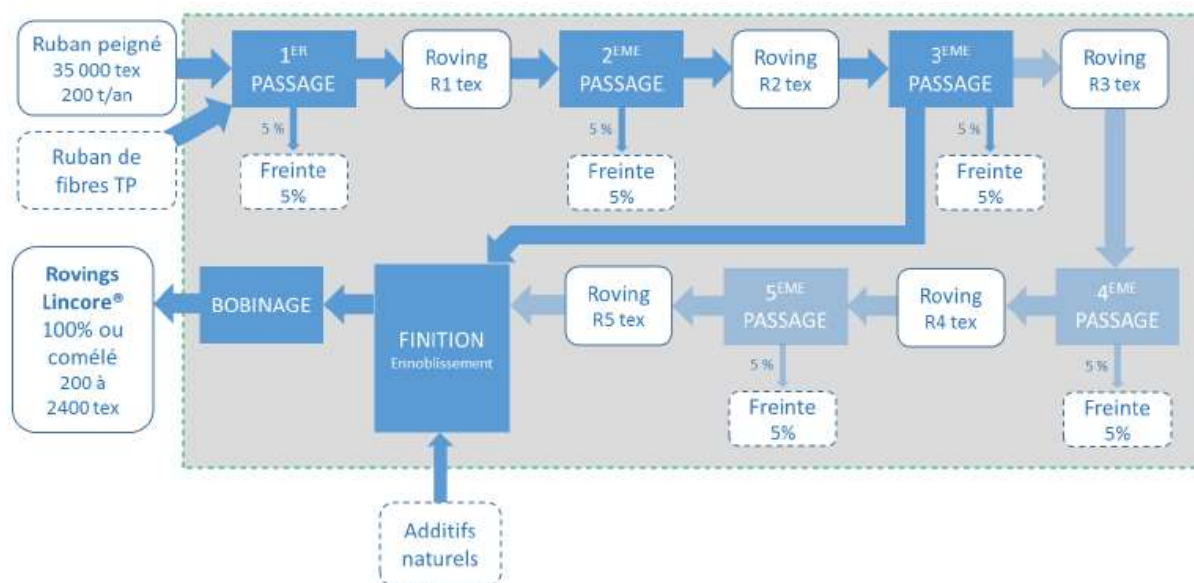 Ruban peigné
35 000 tex
200 t/an
1ER
PASSAGE
Roving
R1 tex
2EME
PASSAGE
Roving
R2 tex
3EME
PASSAGE
Roving
R3 tex
Ruban de
fibres TP
5 %
Freinte
5%
5 %
Freinte
5%
5 %
Freinte
5%
Rovings
Lincore®
100% ou
comélé
200 à
2400 tex
BOBINAGE
FINITION
Ennoblissement
Roving
R5 tex
5EME
PASSAGE
Roving
R4 tex
4EME
PASSAGE
5 %
Freinte
5%
5 %
Freinte
5%
Additifs
naturels